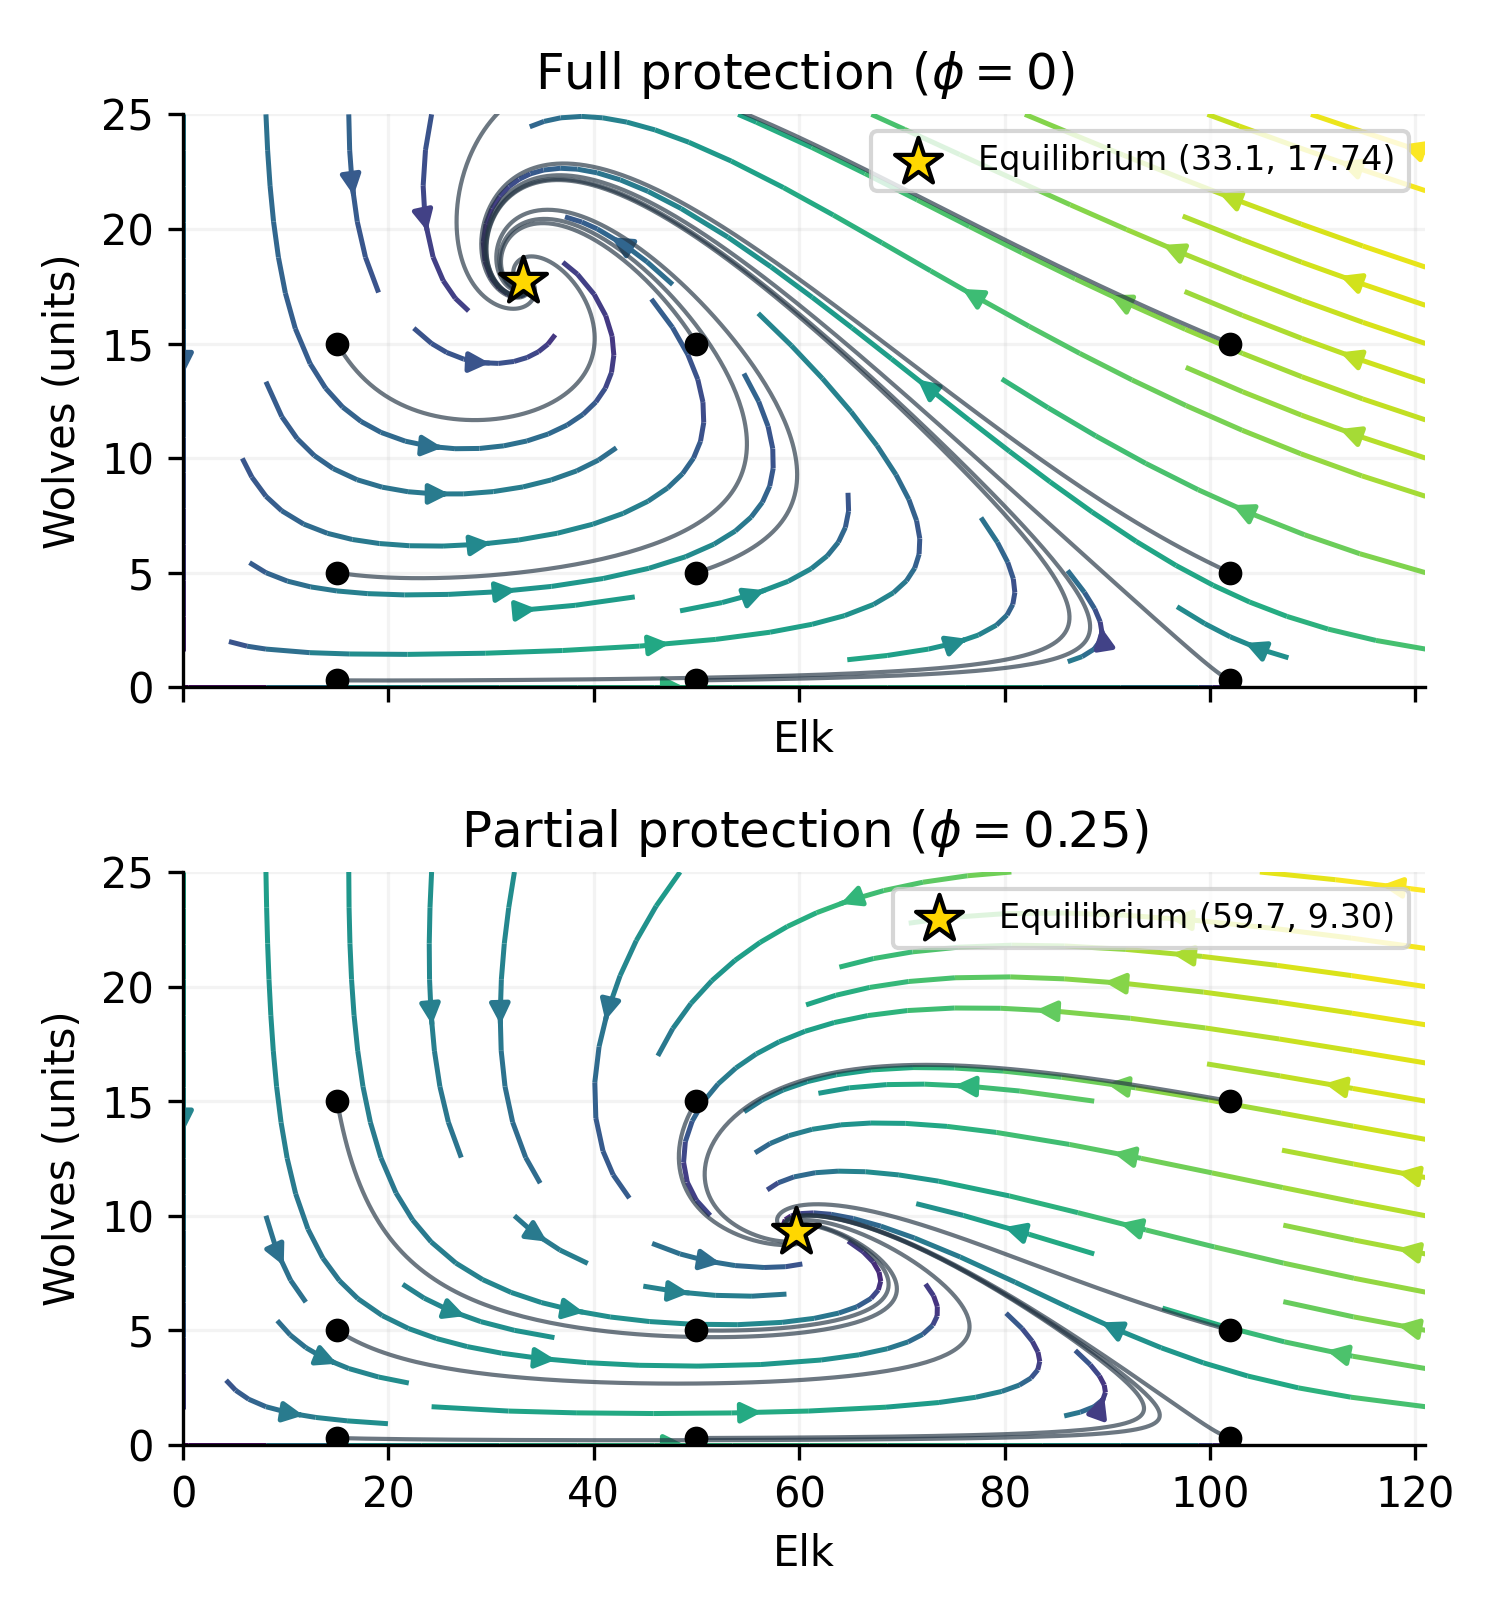 Full protection (ϕ = 0)
25
20
15
10
5
0
Wolves (units)
Equilibrium (33.1, 17.74)
Elk
Partial protection (ϕ = 0.25)
25
20
15
10
5
0
Wolves (units)
Equilibrium (59.7, 9.30)
0 20 40 60 80 100 120
Elk